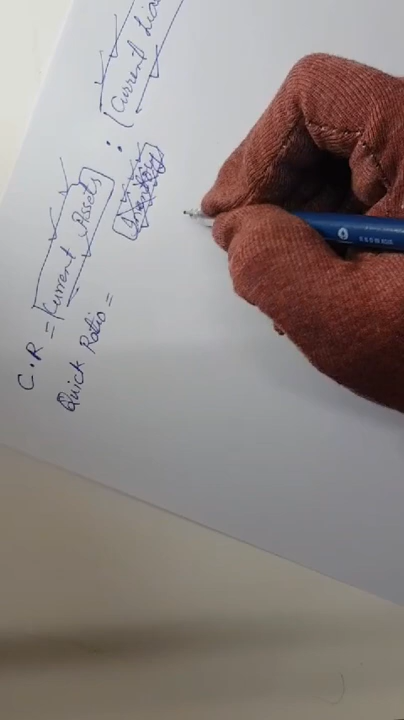 C.R = [Current Assets] : [Current Lia
Quick Ratio =